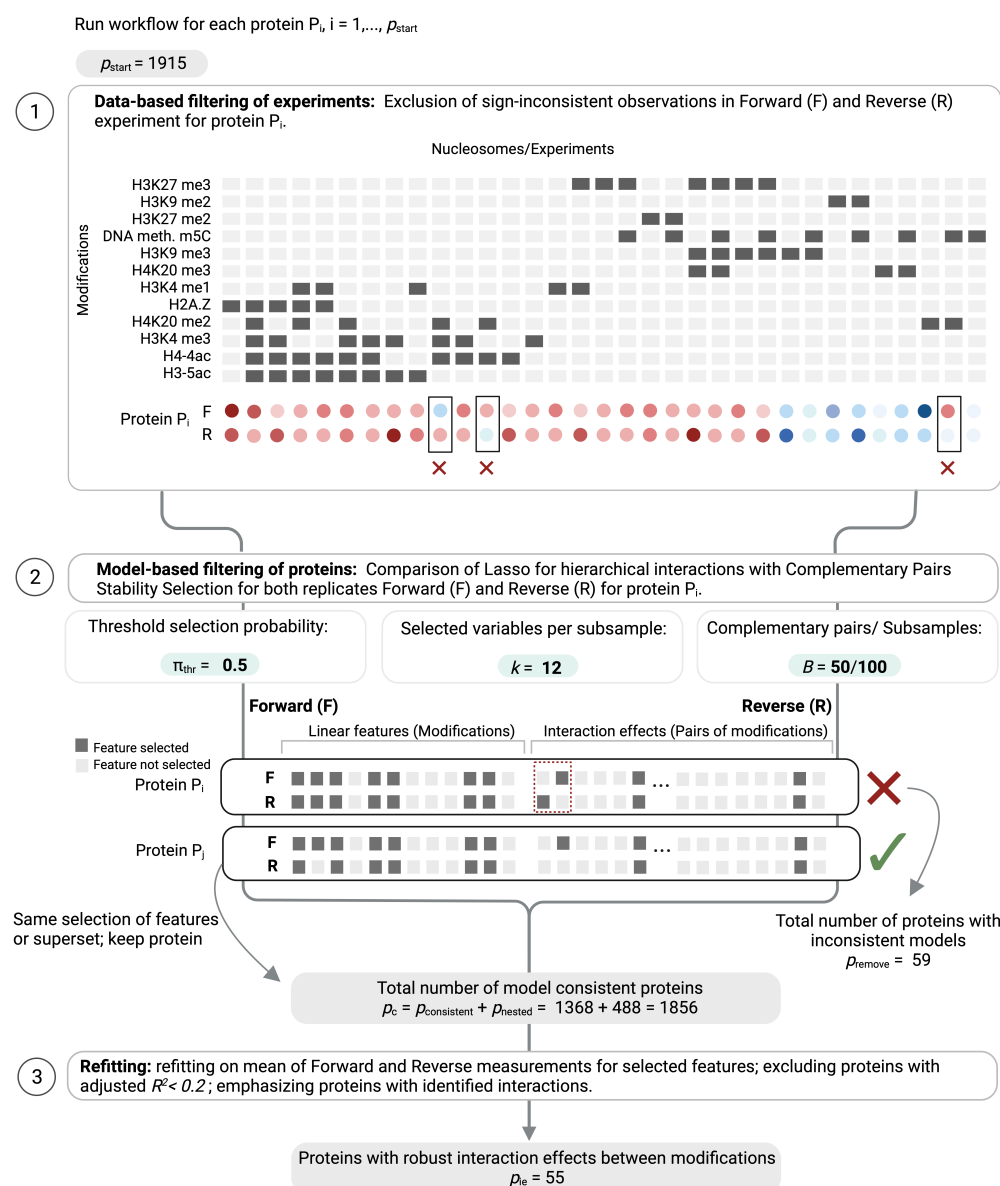 Run workflow for each protein Pi, i = 1,..., pstart
pstart = 1915
1
Data-based filtering of experiments: Exclusion of sign-inconsistent observations in Forward (F) and Reverse (R)
experiment for protein Pi.
Nucleosomes/Experiments
Modifications
H3K27 me3
H3K9 me2
H3K27 me2
DNA meth. m5C
H3K9 me3
H4K20 me3
H3K4 me1
H2A.Z
H4K20 me2
H3K4 me3
H4-4ac
H3-5ac
Protein Pi
F
R
2
Model-based filtering of proteins: Comparison of Lasso for hierarchical interactions with Complementary Pairs
Stability Selection for both replicates Forward (F) and Reverse (R) for protein Pi.
Threshold selection probability:
πthr = 0.5
Selected variables per subsample:
k = 12
Complementary pairs/ Subsamples:
B = 50/100
Forward (F)
Reverse (R)
Linear features (Modifications)
Interaction effects (Pairs of modifications)
Feature selected
Feature not selected
Protein Pi
F
R
...
Protein Pj
F
R
...
Same selection of features
or superset; keep protein
Total number of proteins with
inconsistent models
premove = 59
Total number of model consistent proteins
pc = pconsistent + pnested = 1368 + 488 = 1856
3
Refitting: refitting on mean of Forward and Reverse measurements for selected features; excluding proteins with
adjusted R²< 0.2 ; emphasizing proteins with identified interactions.
Proteins with robust interaction effects between modifications
pie = 55